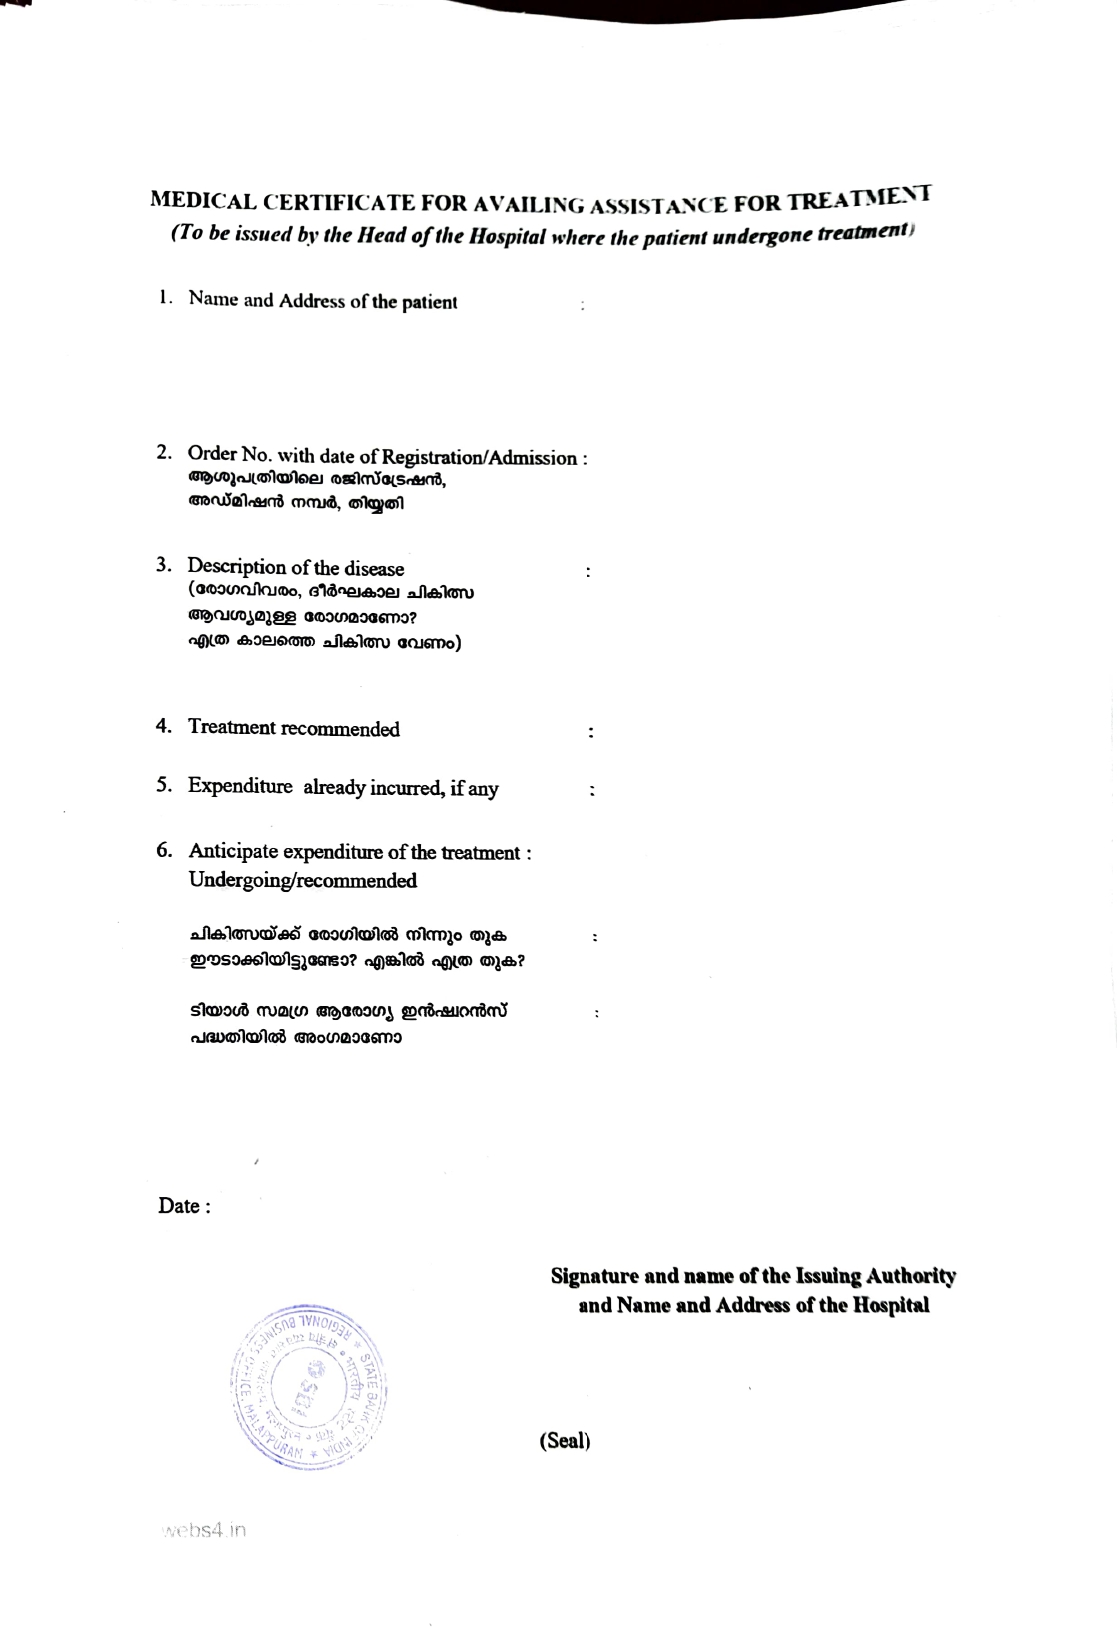 MEDICAL CERTIFICATE FOR AVAILING ASSISTANCE FOR TREATMENT
(To be issued by the Head of the Hospital where the patient undergone treatment)
1. Name and Address of the patient :
2. Order No. with date of Registration/Admission :
ആശുപത്രിയിലെ രജിസ്ട്രേഷൻ,
അഡ്മിഷൻ നമ്പർ, തിയ്യതി
3. Description of the disease :
(രോഗവിവരം, ദീർഘകാല ചികിത്സ
ആവശ്യമുള്ള രോഗമാണോ?
എത്ര കാലത്തെ ചികിത്സ വേണം)
4. Treatment recommended :
5. Expenditure already incurred, if any :
6. Anticipate expenditure of the treatment :
Undergoing/recommended
ചികിത്സയ്ക്ക് രോഗിയിൽ നിന്നും തുക :
ഈടാക്കിയിട്ടുണ്ടോ? എങ്കിൽ എത്ര തുക?
ടിയാൾ സമഗ്ര ആരോഗ്യ ഇൻഷ്വറൻസ് :
പദ്ധതിയിൽ അംഗമാണോ
Date :
Signature and name of the Issuing Authority
and Name and Address of the Hospital
STATE BANK OF INDIA * REGIONAL BUSINESS OFFICE, MALAPPURAM *
(Seal)
webs4.in